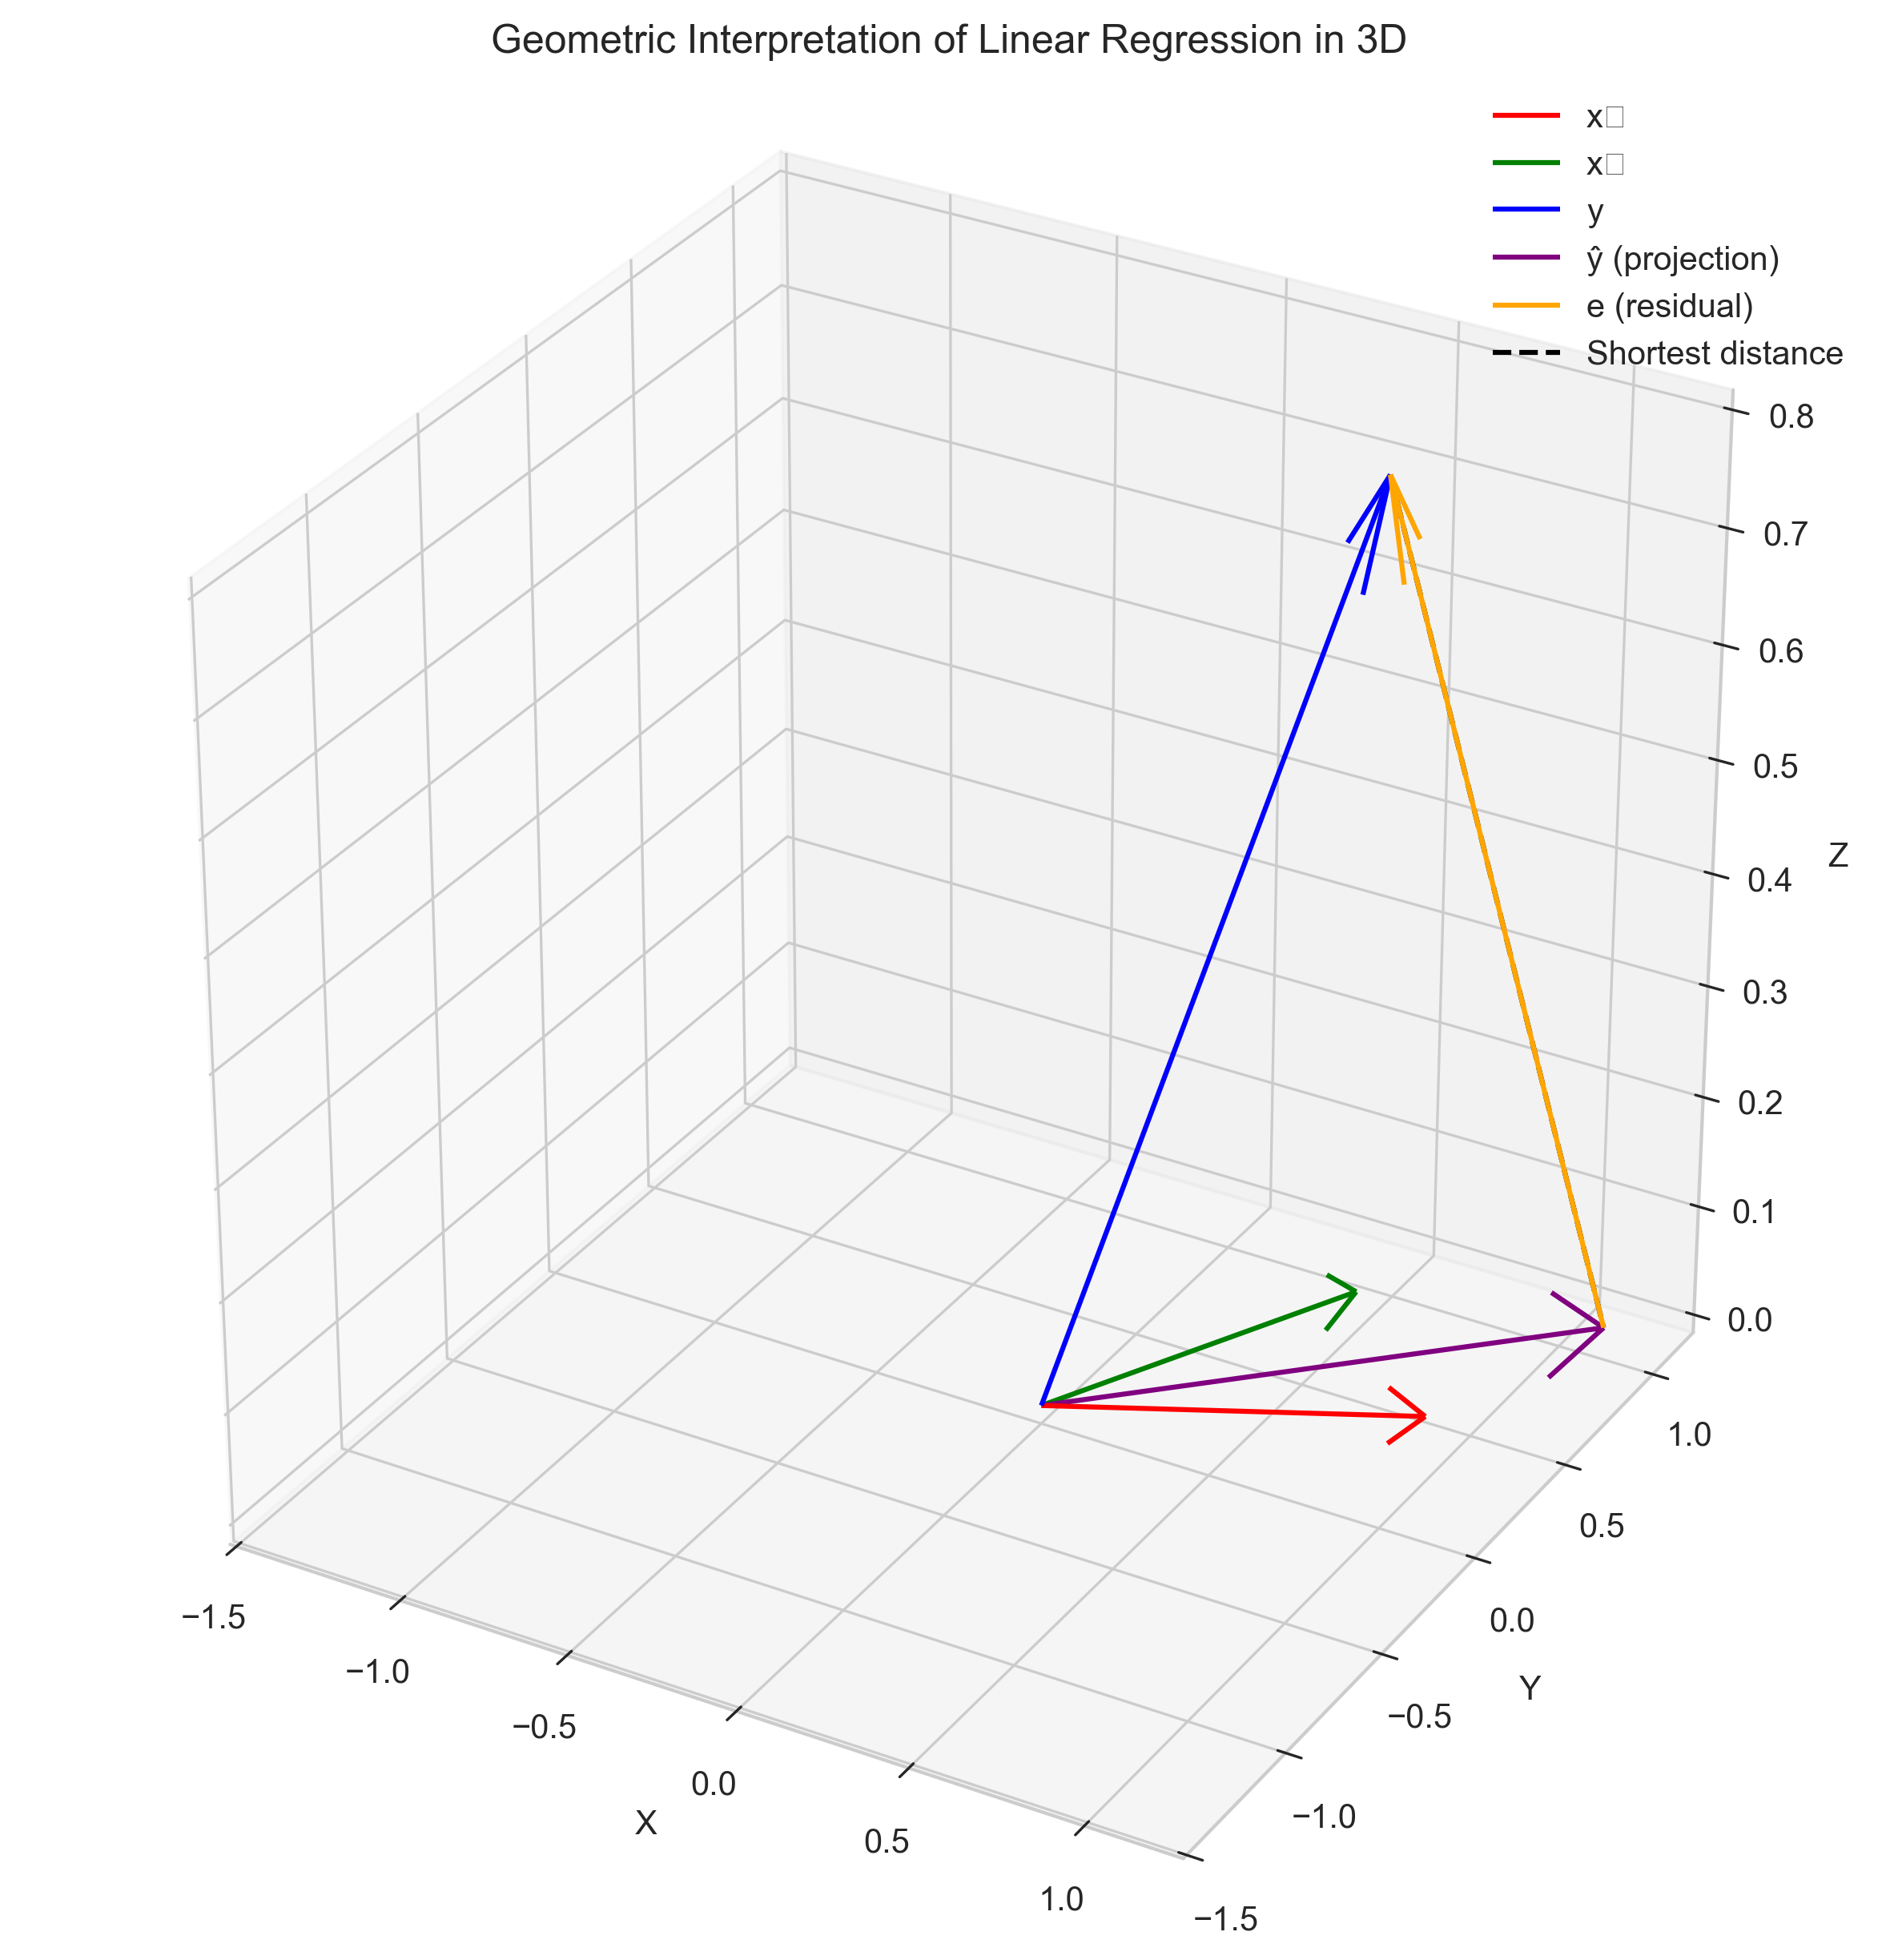 Geometric Interpretation of Linear Regression in 3D
x□
x□
y
ŷ (projection)
e (residual)
Shortest distance
0.8
0.7
0.6
0.5
0.4
0.3
0.2
0.1
0.0
Z
1.0
0.5
0.0
−0.5
−1.0
−1.5
Y
−1.5
−1.0
−0.5
0.0
0.5
1.0
X